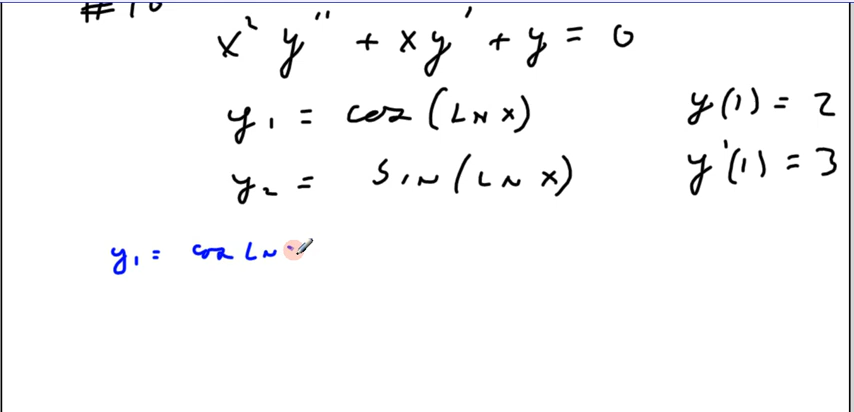 x² y'' + xy' + y = 0
y₁ = cos (LN x)
y(1) = 2
y₂ = SIN (LN x)
y'(1) = 3
y₁ = cos LN